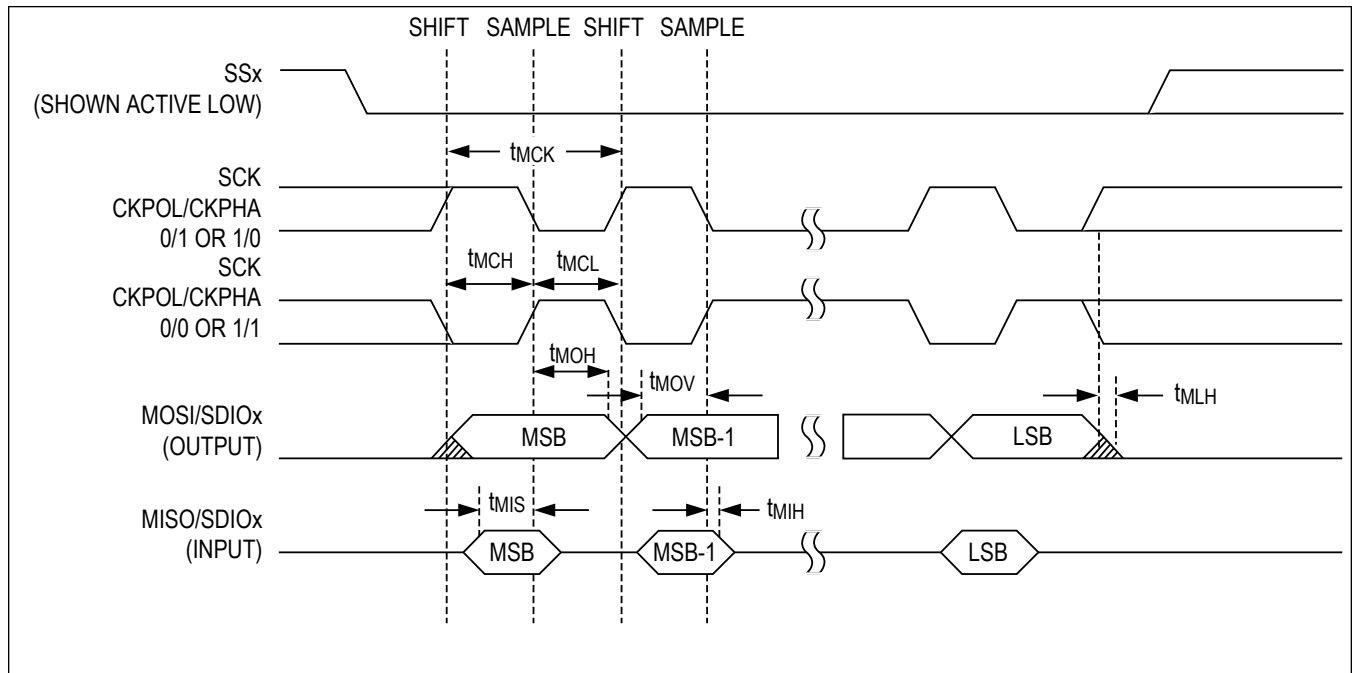 SHIFT SAMPLE SHIFT SAMPLE
SSx
(SHOWN ACTIVE LOW)
tMCK
SCK
CKPOL/CKPHA
0/1 OR 1/0
tMCH tMCL
SCK
CKPOL/CKPHA
0/0 OR 1/1
tMOH
tMOV
tMLH
MOSI/SDIOx
(OUTPUT)
MSB MSB-1 LSB
tMIS
tMIH
MISO/SDIOx
(INPUT)
MSB MSB-1 LSB